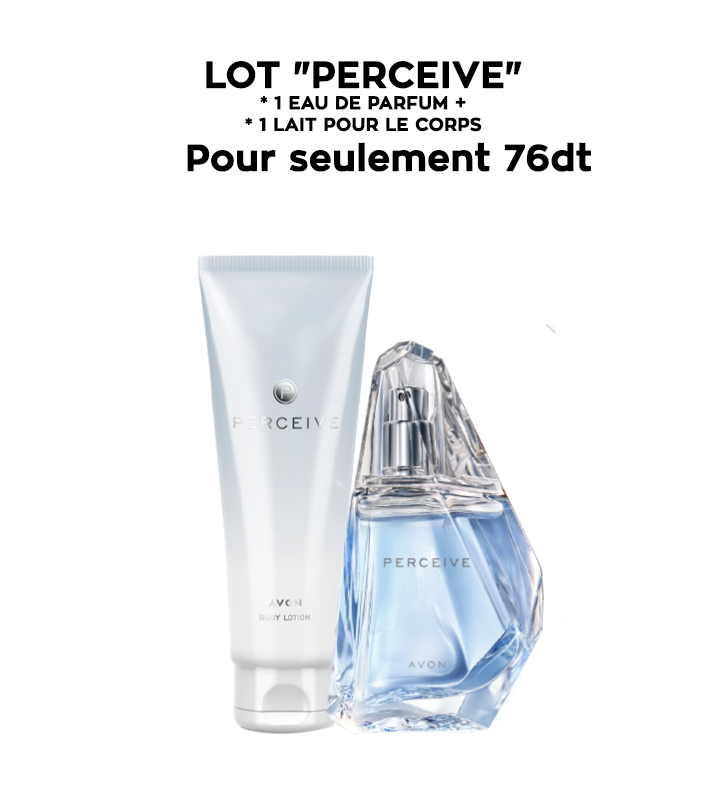 LOT "PERCEIVE"
* 1 EAU DE PARFUM +
* 1 LAIT POUR LE CORPS
Pour seulement 76dt
P
PERCEIVE
AVON
BODY LOTION
PERCEIVE
AVON